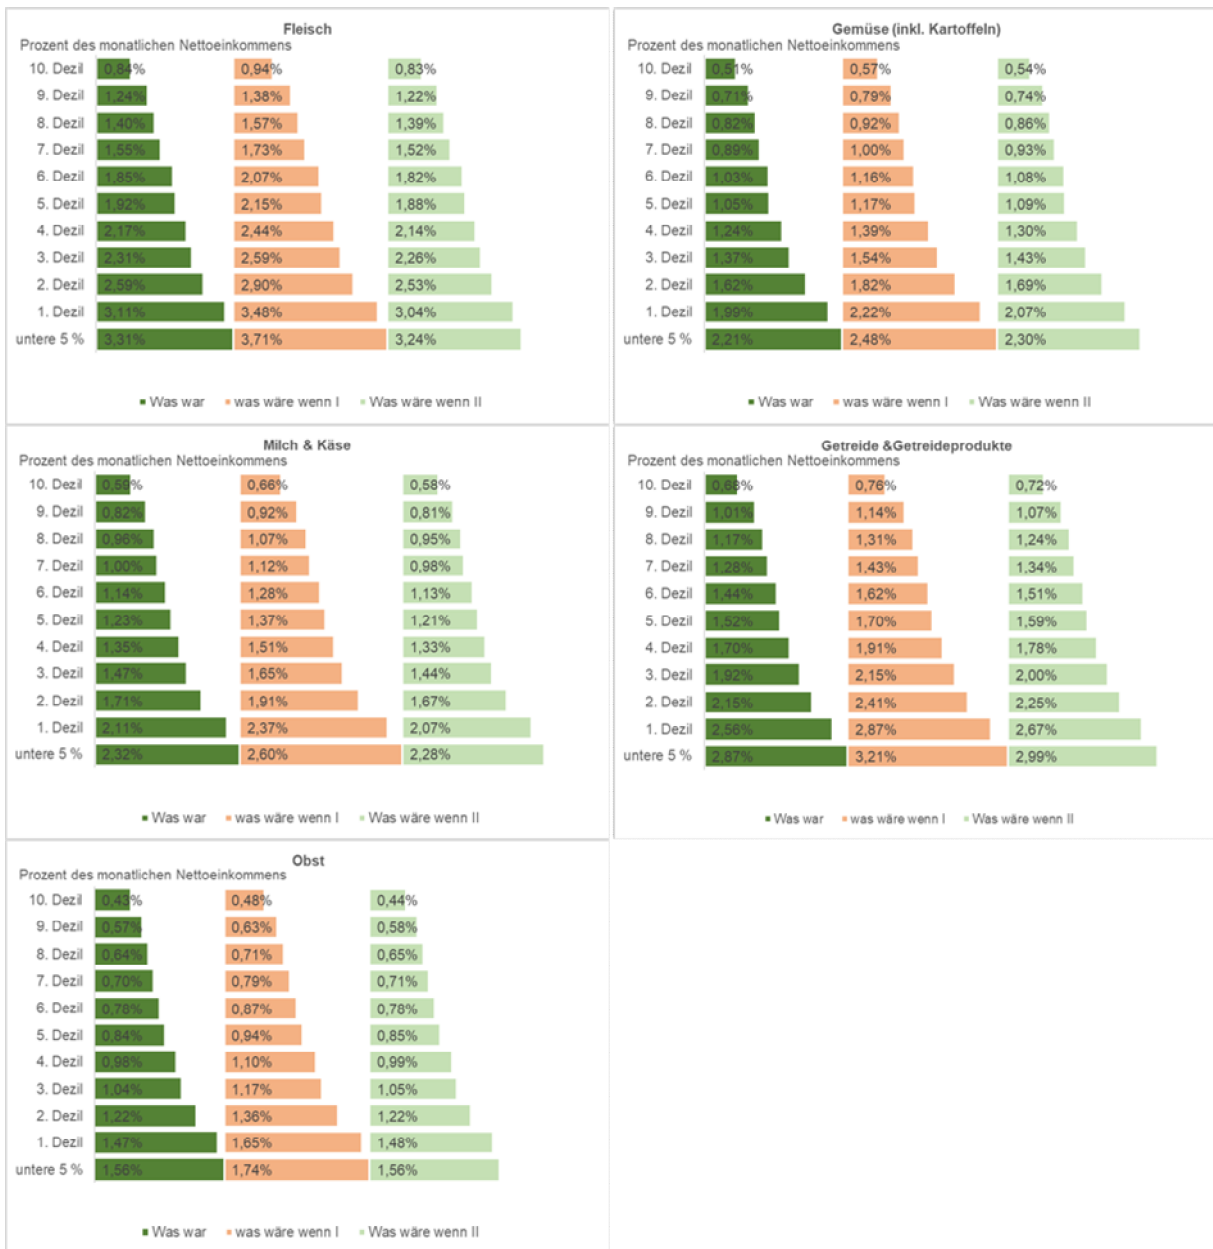 Fleisch
Prozent des monatlichen Nettoeinkommens
10. Dezil 0,84% 0,94% 0,83%
9. Dezil 1,24% 1,38% 1,22%
8. Dezil 1,40% 1,57% 1,39%
7. Dezil 1,55% 1,73% 1,52%
6. Dezil 1,85% 2,07% 1,82%
5. Dezil 1,92% 2,15% 1,88%
4. Dezil 2,17% 2,44% 2,14%
3. Dezil 2,31% 2,59% 2,26%
2. Dezil 2,59% 2,90% 2,53%
1. Dezil 3,11% 3,48% 3,04%
untere 5 % 3,31% 3,71% 3,24%
Was war was wäre wenn I Was wäre wenn II
Gemüse (inkl. Kartoffeln)
Prozent des monatlichen Nettoeinkommens
10. Dezil 0,51% 0,57% 0,54%
9. Dezil 0,71% 0,79% 0,74%
8. Dezil 0,82% 0,92% 0,86%
7. Dezil 0,89% 1,00% 0,93%
6. Dezil 1,03% 1,16% 1,08%
5. Dezil 1,05% 1,17% 1,09%
4. Dezil 1,24% 1,39% 1,30%
3. Dezil 1,37% 1,54% 1,43%
2. Dezil 1,62% 1,82% 1,69%
1. Dezil 1,99% 2,22% 2,07%
untere 5 % 2,21% 2,48% 2,30%
Was war was wäre wenn I Was wäre wenn II
Milch & Käse
Prozent des monatlichen Nettoeinkommens
10. Dezil 0,59% 0,66% 0,58%
9. Dezil 0,82% 0,92% 0,81%
8. Dezil 0,96% 1,07% 0,95%
7. Dezil 1,00% 1,12% 0,98%
6. Dezil 1,14% 1,28% 1,13%
5. Dezil 1,23% 1,37% 1,21%
4. Dezil 1,35% 1,51% 1,33%
3. Dezil 1,47% 1,65% 1,44%
2. Dezil 1,71% 1,91% 1,67%
1. Dezil 2,11% 2,37% 2,07%
untere 5 % 2,32% 2,60% 2,28%
Was war was wäre wenn I Was wäre wenn II
Getreide &Getreideprodukte
Prozent des monatlichen Nettoeinkommens
10. Dezil 0,68% 0,76% 0,72%
9. Dezil 1,01% 1,14% 1,07%
8. Dezil 1,17% 1,31% 1,24%
7. Dezil 1,28% 1,43% 1,34%
6. Dezil 1,44% 1,62% 1,51%
5. Dezil 1,52% 1,70% 1,59%
4. Dezil 1,70% 1,91% 1,78%
3. Dezil 1,92% 2,15% 2,00%
2. Dezil 2,15% 2,41% 2,25%
1. Dezil 2,56% 2,87% 2,67%
untere 5 % 2,87% 3,21% 2,99%
Was war was wäre wenn I Was wäre wenn II
Obst
Prozent des monatlichen Nettoeinkommens
10. Dezil 0,43% 0,48% 0,44%
9. Dezil 0,57% 0,63% 0,58%
8. Dezil 0,64% 0,71% 0,65%
7. Dezil 0,70% 0,79% 0,71%
6. Dezil 0,78% 0,87% 0,78%
5. Dezil 0,84% 0,94% 0,85%
4. Dezil 0,98% 1,10% 0,99%
3. Dezil 1,04% 1,17% 1,05%
2. Dezil 1,22% 1,36% 1,22%
1. Dezil 1,47% 1,65% 1,48%
untere 5 % 1,56% 1,74% 1,56%
Was war was wäre wenn I Was wäre wenn II